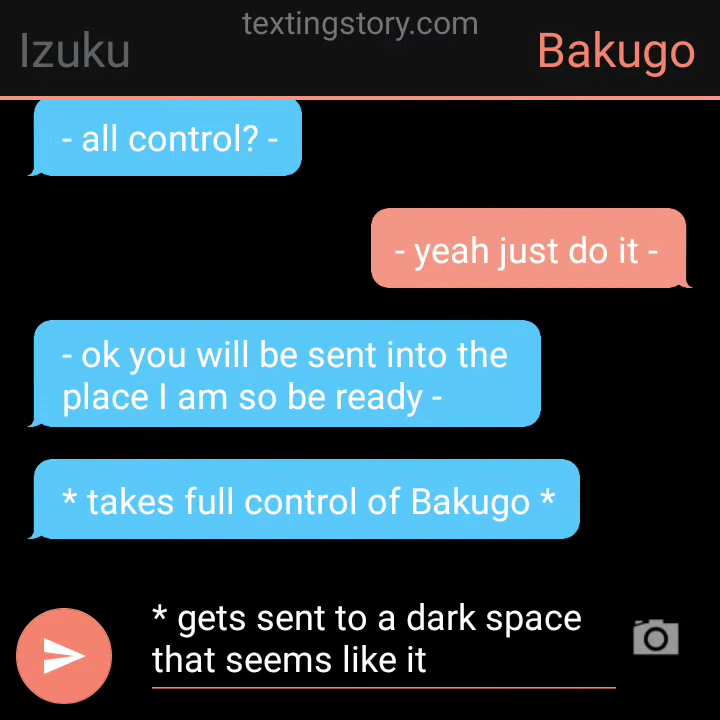 textingstory.com
Izuku
Bakugo
- all control? -
- yeah just do it -
- ok you will be sent into the
place I am so be ready -
* takes full control of Bakugo *
* gets sent to a dark space
that seems like it